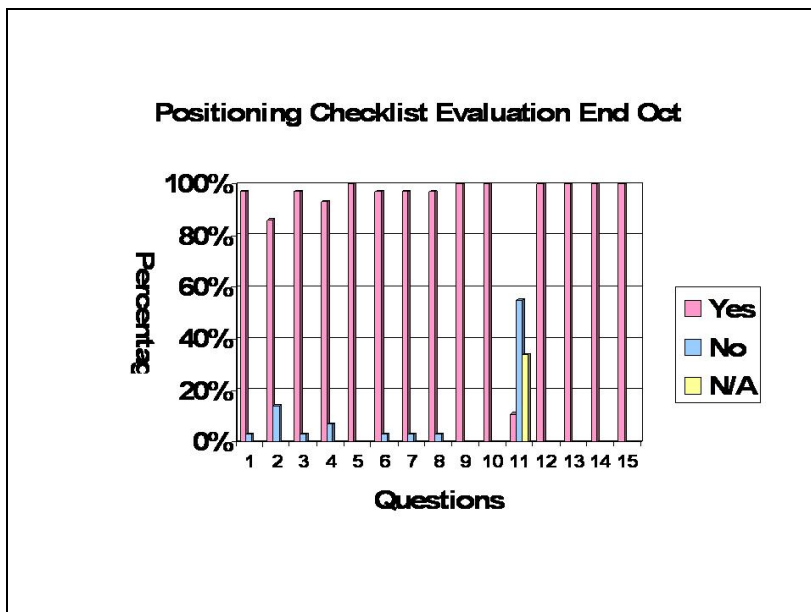 Positioning Checklist Evaluation End Oct
100%
80%
60%
40%
20%
0%
Percentag
1 2 3 4 5 6 7 8 9 10 11 12 13 14 15
Questions
Yes
No
N/A